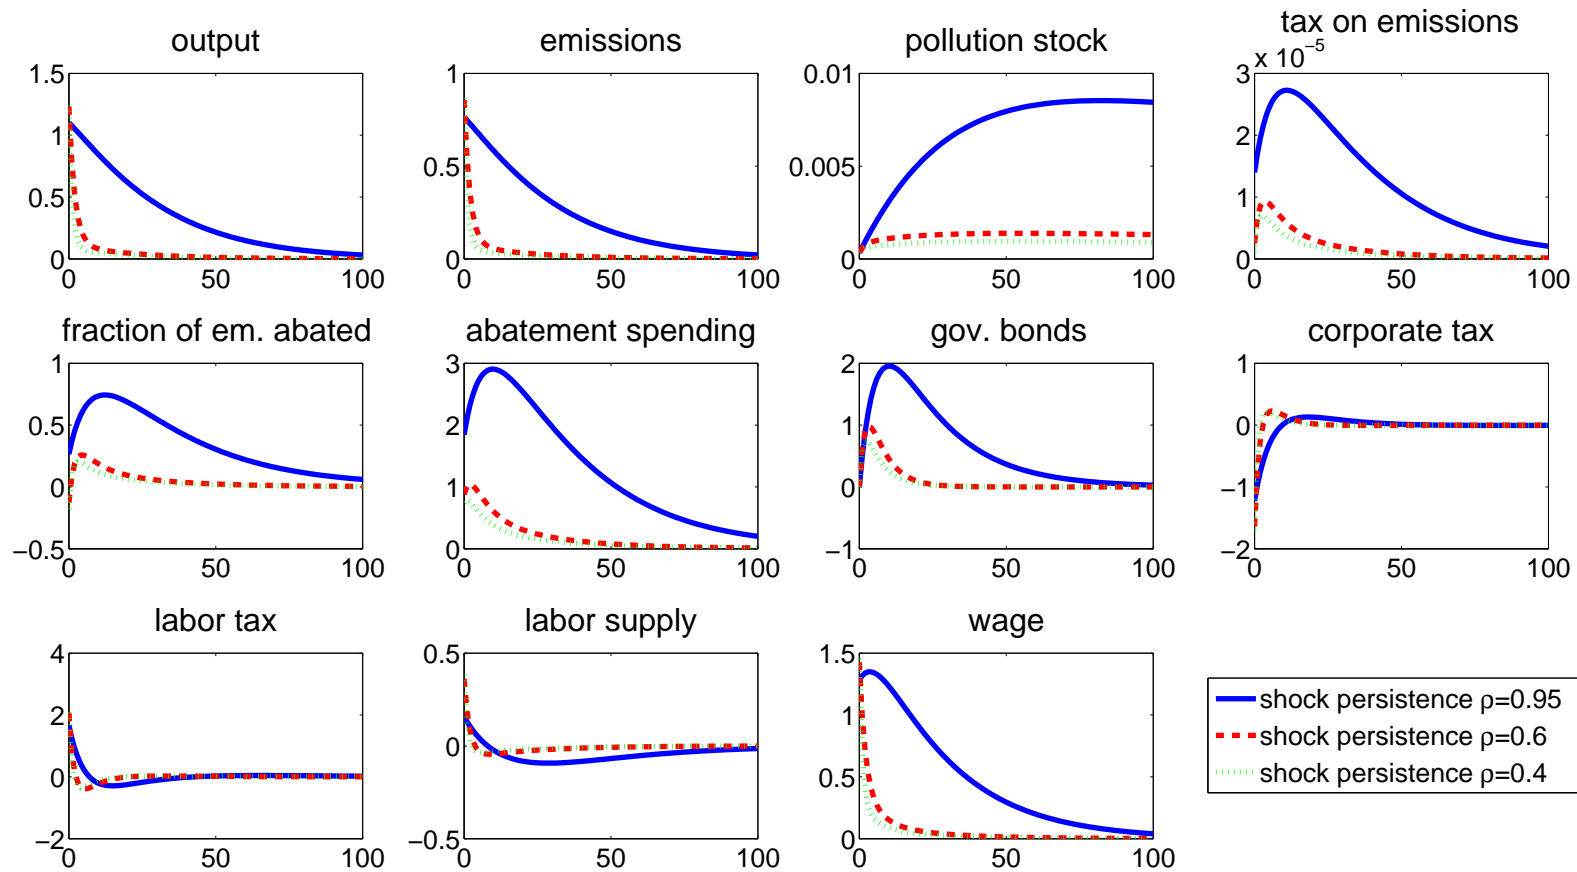 output
1.5
1
0.5
0
0 50 100
emissions
1
0.5
0
0 50 100
pollution stock
0.01
0.005
0
0 50 100
tax on emissions
x 10⁻⁵
3
2
1
0
0 50 100
fraction of em. abated
1
0.5
0
−0.5
0 50 100
abatement spending
3
2
1
0
0 50 100
gov. bonds
2
1
0
−1
0 50 100
corporate tax
1
0
−1
−2
0 50 100
labor tax
4
2
0
−2
0 50 100
labor supply
0.5
0
−0.5
0 50 100
wage
1.5
1
0.5
0
0 50 100
shock persistence ρ=0.95
shock persistence ρ=0.6
shock persistence ρ=0.4